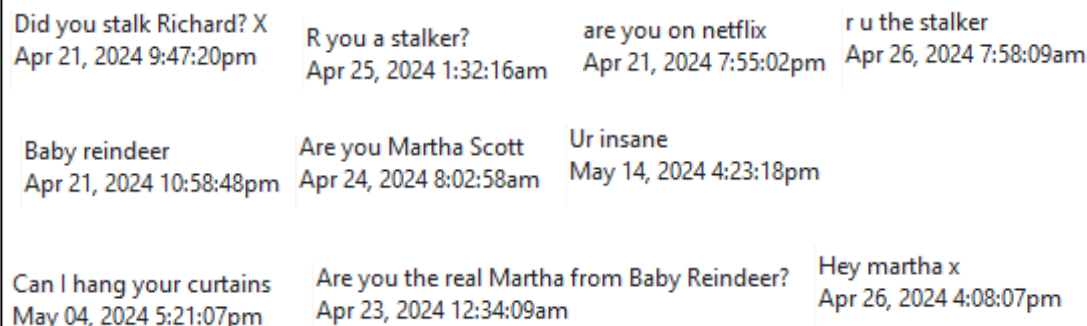 Did you stalk Richard? X
Apr 21, 2024 9:47:20pm
R you a stalker?
Apr 25, 2024 1:32:16am
are you on netflix
Apr 21, 2024 7:55:02pm
r u the stalker
Apr 26, 2024 7:58:09am
Baby reindeer
Apr 21, 2024 10:58:48pm
Are you Martha Scott
Apr 24, 2024 8:02:58am
Ur insane
May 14, 2024 4:23:18pm
Can I hang your curtains
May 04, 2024 5:21:07pm
Are you the real Martha from Baby Reindeer?
Apr 23, 2024 12:34:09am
Hey martha x
Apr 26, 2024 4:08:07pm